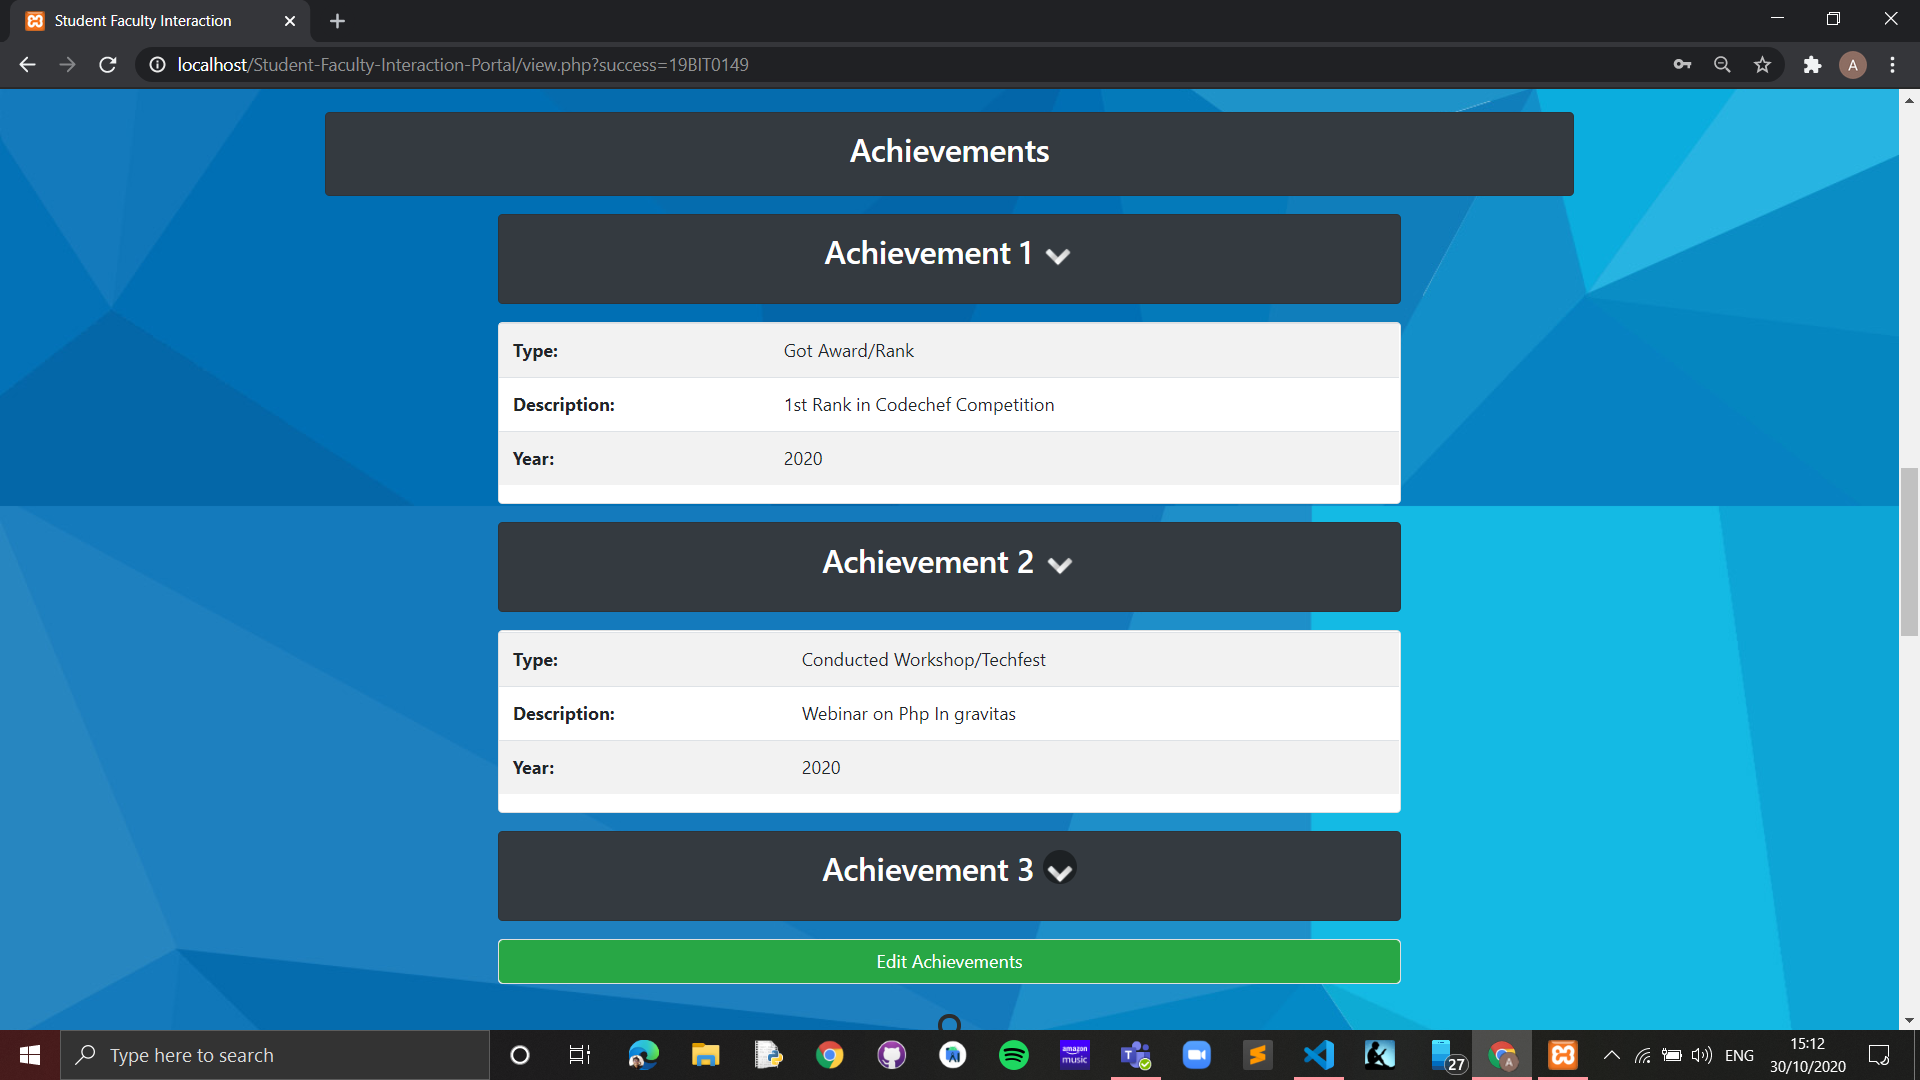 Student Faculty Interaction
localhost/Student-Faculty-Interaction-Portal/view.php?success=19BIT0149
A
Achievements
Achievement 1
Type: Got Award/Rank
Description: 1st Rank in Codechef Competition
Year: 2020
Achievement 2
Type: Conducted Workshop/Techfest
Description: Webinar on Php In gravitas
Year: 2020
Achievement 3
Edit Achievements
Type here to search
amazon
music
27
A
ENG
15:12
30/10/2020